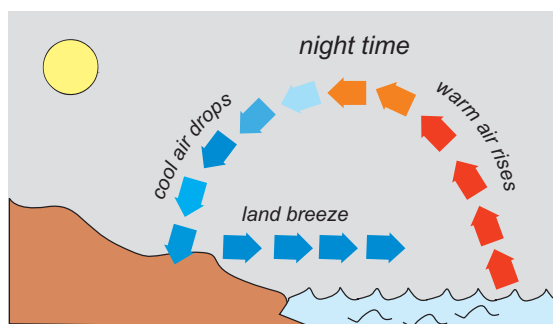 night time
cool air drops
warm air rises
land breeze